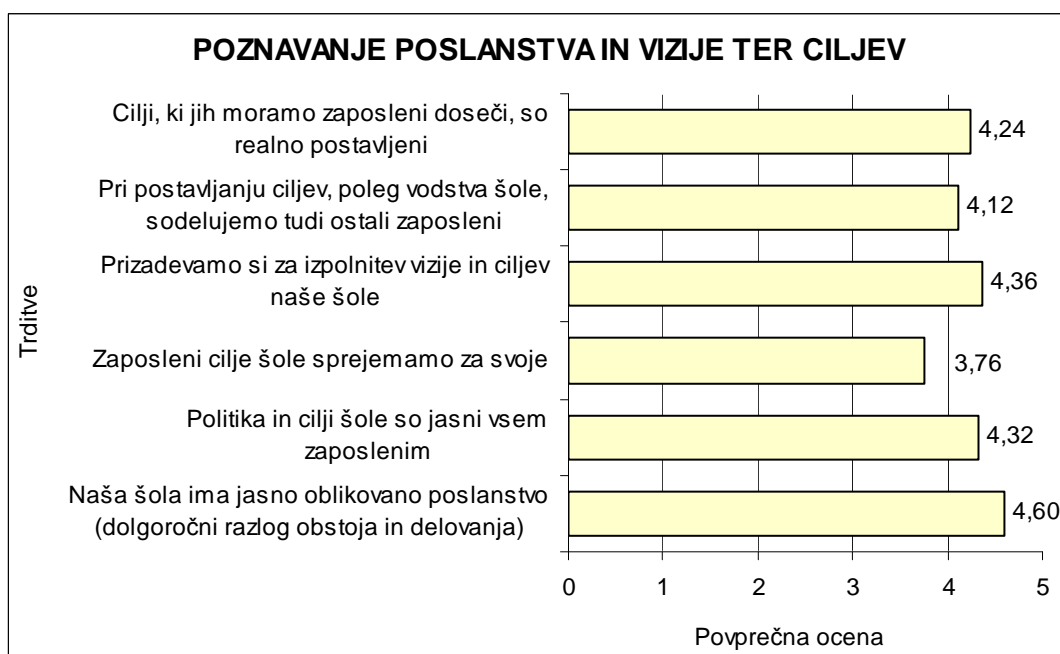 POZNAVANJE POSLANSTVA IN VIZIJE TER CILJEV
Cilji, ki jih moramo zaposleni doseči, so
realno postavljeni
4,24
Pri postavljanju ciljev, poleg vodstva šole,
sodelujemo tudi ostali zaposleni
4,12
Prizadevamo si za izpolnitev vizije in ciljev
naše šole
4,36
Zaposleni cilje šole sprejemamo za svoje
3,76
Politika in cilji šole so jasni vsem
zaposlenim
4,32
Naša šola ima jasno oblikovano poslanstvo
(dolgoročni razlog obstoja in delovanja)
4,60
Trditve
0 1 2 3 4 5
Povprečna ocena